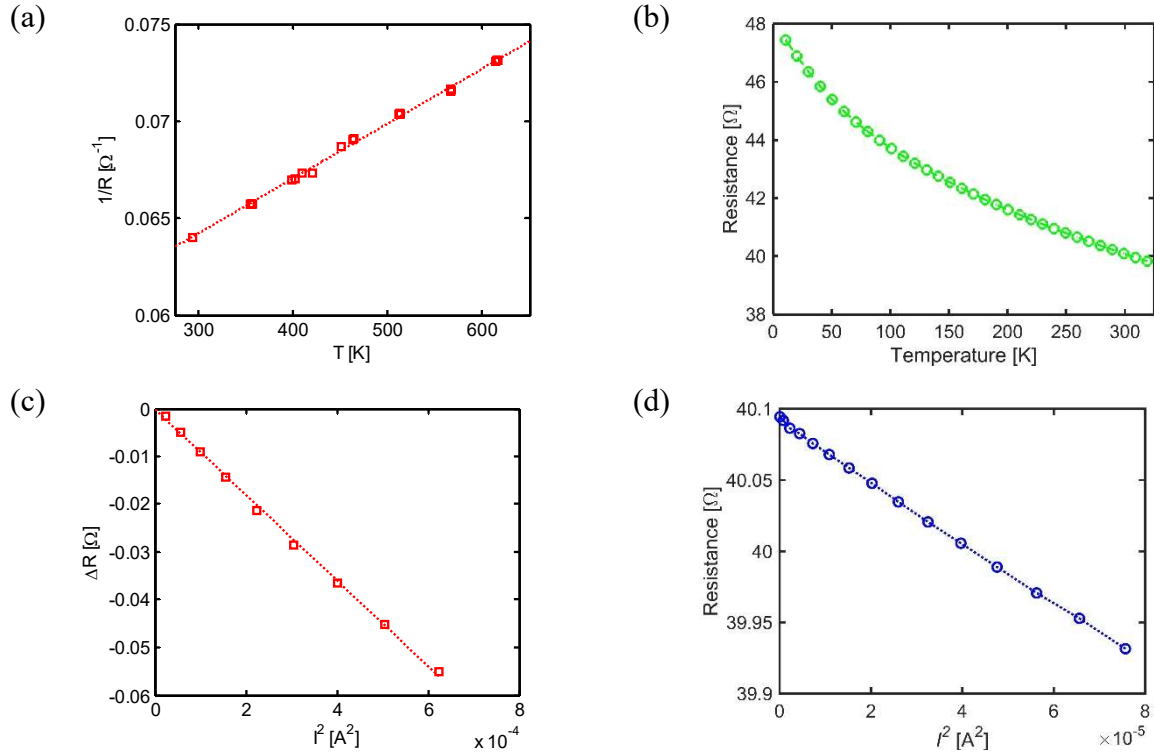 (a)
0.075
0.07
0.065
0.06
1/R [Ω⁻¹]
300 400 500 600
T [K]
(b)
48
46
44
42
40
38
Resistance [Ω]
0 50 100 150 200 250 300
Temperature [K]
(c)
0
-0.01
-0.02
-0.03
-0.04
-0.05
-0.06
ΔR [Ω]
0 2 4 6 8
I² [A²] x 10⁻⁴
(d)
40.1
40.05
40
39.95
39.9
Resistance [Ω]
0 2 4 6 8
I² [A²] ×10⁻⁵